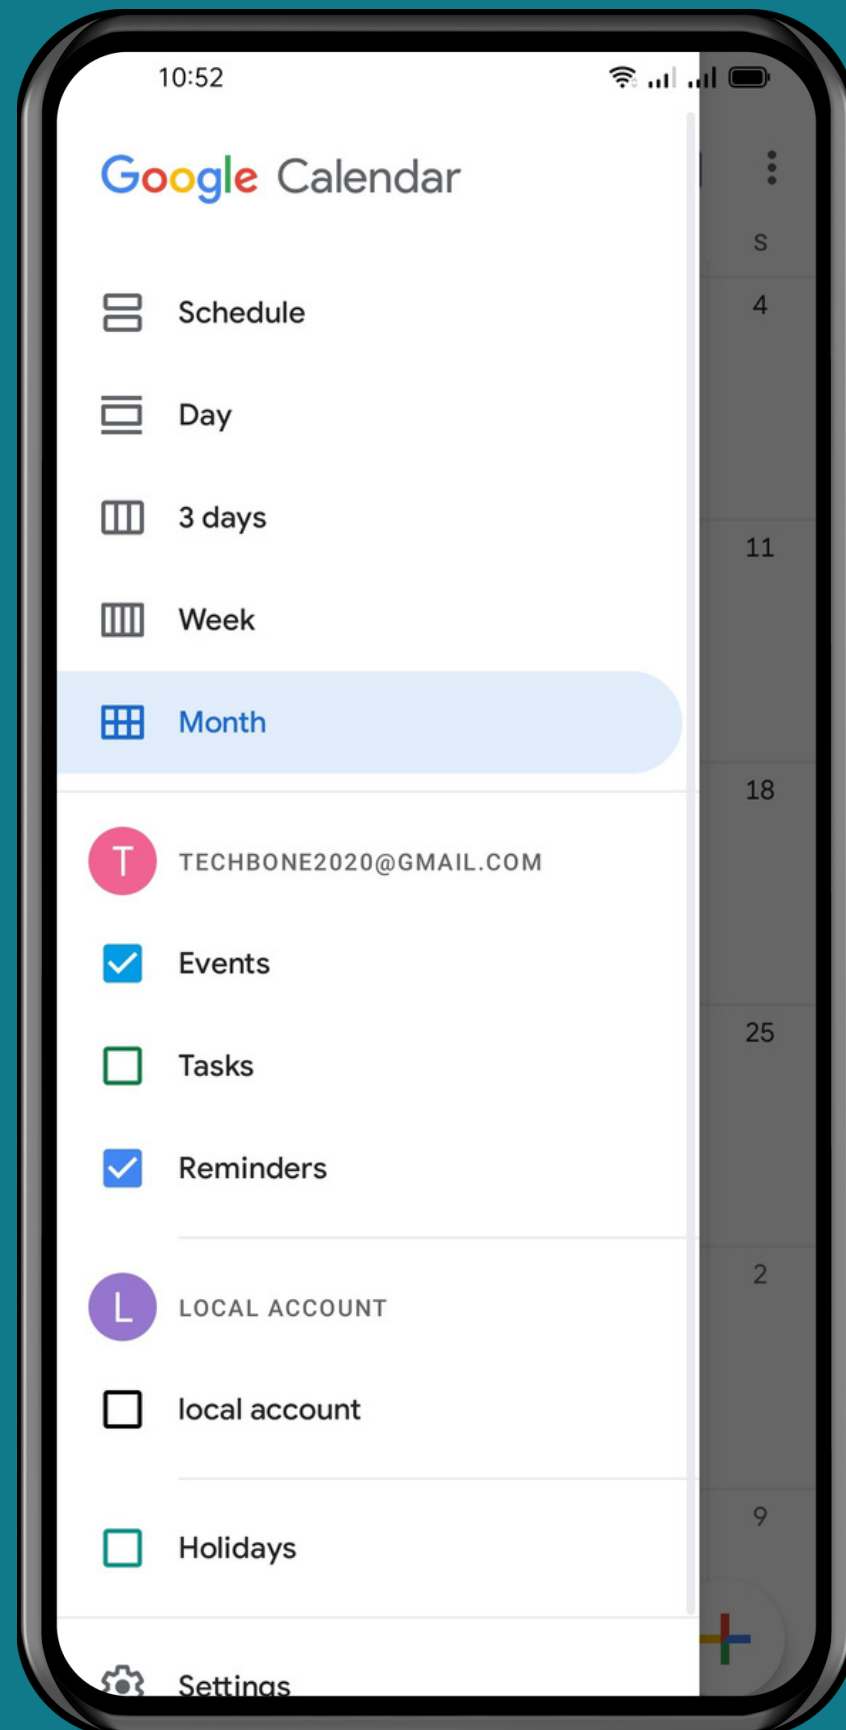 10:52
Google Calendar
S
Schedule
4
Day
3 days
11
Week
Month
18
T TECHBONE2020@GMAIL.COM
Events
25
Tasks
Reminders
2
L LOCAL ACCOUNT
local account
9
Holidays
Settings